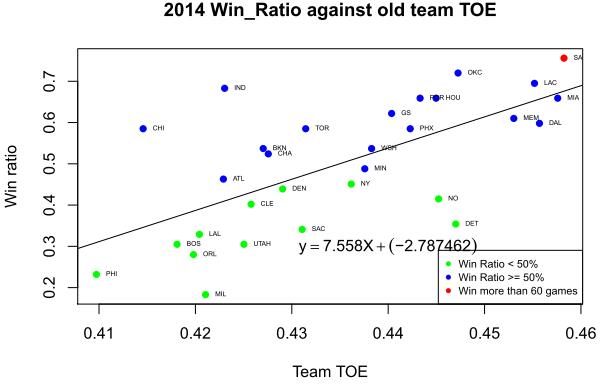 2014 Win_Ratio against old team TOE
Win ratio
0.7
0.6
0.5
0.4
0.3
0.2
SA
OKC
LAC
IND
HOU
MIA
GS
MEM
DAL
CHI
TOR
PHX
BKN
CHA
WSH
MIN
ATL
NY
DEN
CLE
NO
DET
SAC
LAL
BOS
UTAH
ORL
PHI
MIL
y = 7.558X + (−2.787462)
Win Ratio < 50%
Win Ratio >= 50%
Win more than 60 games
0.41 0.42 0.43 0.44 0.45 0.46
Team TOE